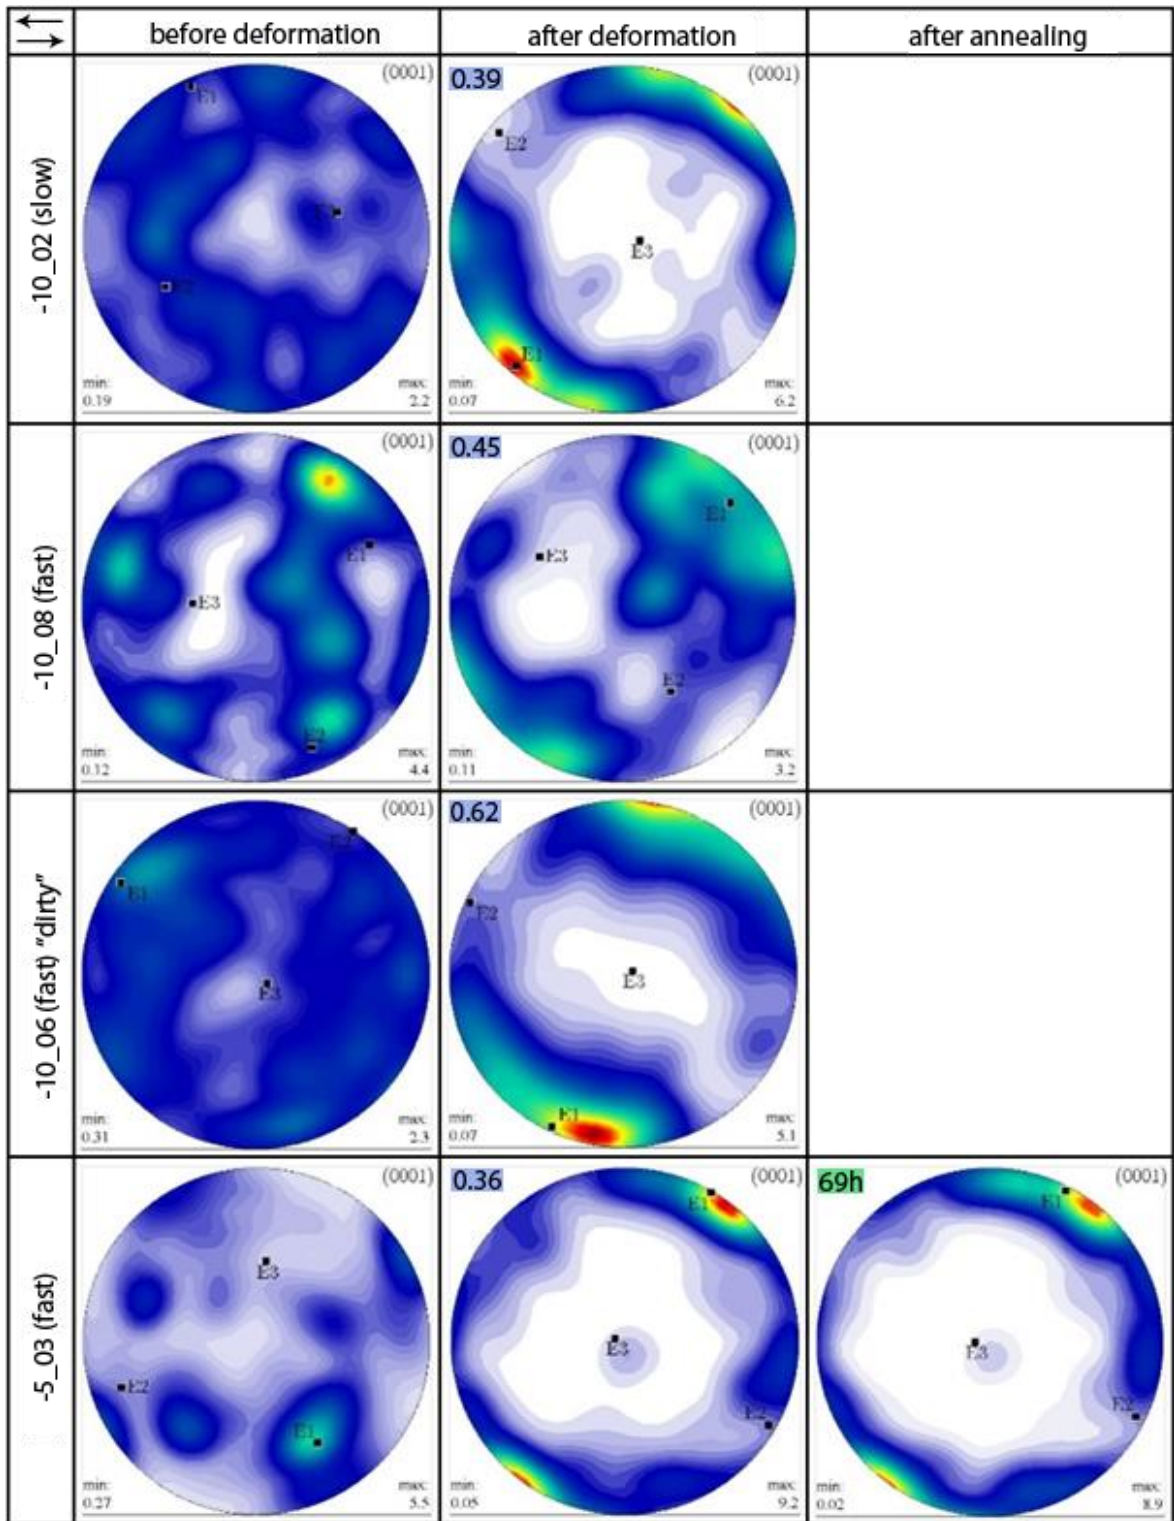 before deformation after deformation after annealing
-10_02 (slow)
(0001)
E1
E2
min: 0.19 max: 2.2
0.39 (0001)
E2
E3
E1
min: 0.07 max: 6.2
-10_08 (fast)
(0001)
E1
E3
E2
min: 0.12 max: 4.4
0.45 (0001)
E1
E3
E2
min: 0.11 max: 3.2
-10_06 (fast) "dirty"
(0001)
E2
E1
E3
min: 0.31 max: 2.3
0.62 (0001)
E2
E3
E1
min: 0.07 max: 5.1
-5_03 (fast)
(0001)
E3
E2
E1
min: 0.27 max: 5.5
0.36 (0001)
E1
E3
E2
min: 0.05 max: 9.2
69h (0001)
E1
E3
E2
min: 0.02 max: 8.9